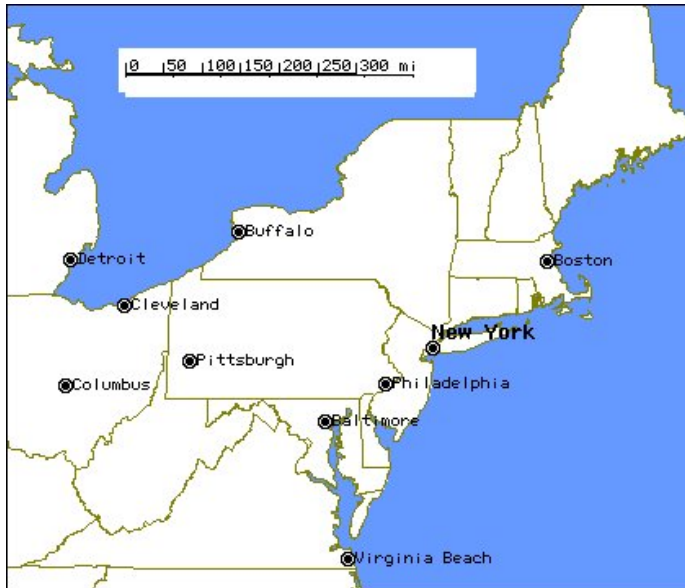 0 50 100 150 200 250 300 mi
Buffalo
Detroit
Boston
Cleveland
New York
Pittsburgh
Columbus
Philadelphia
Baltimore
Virginia Beach